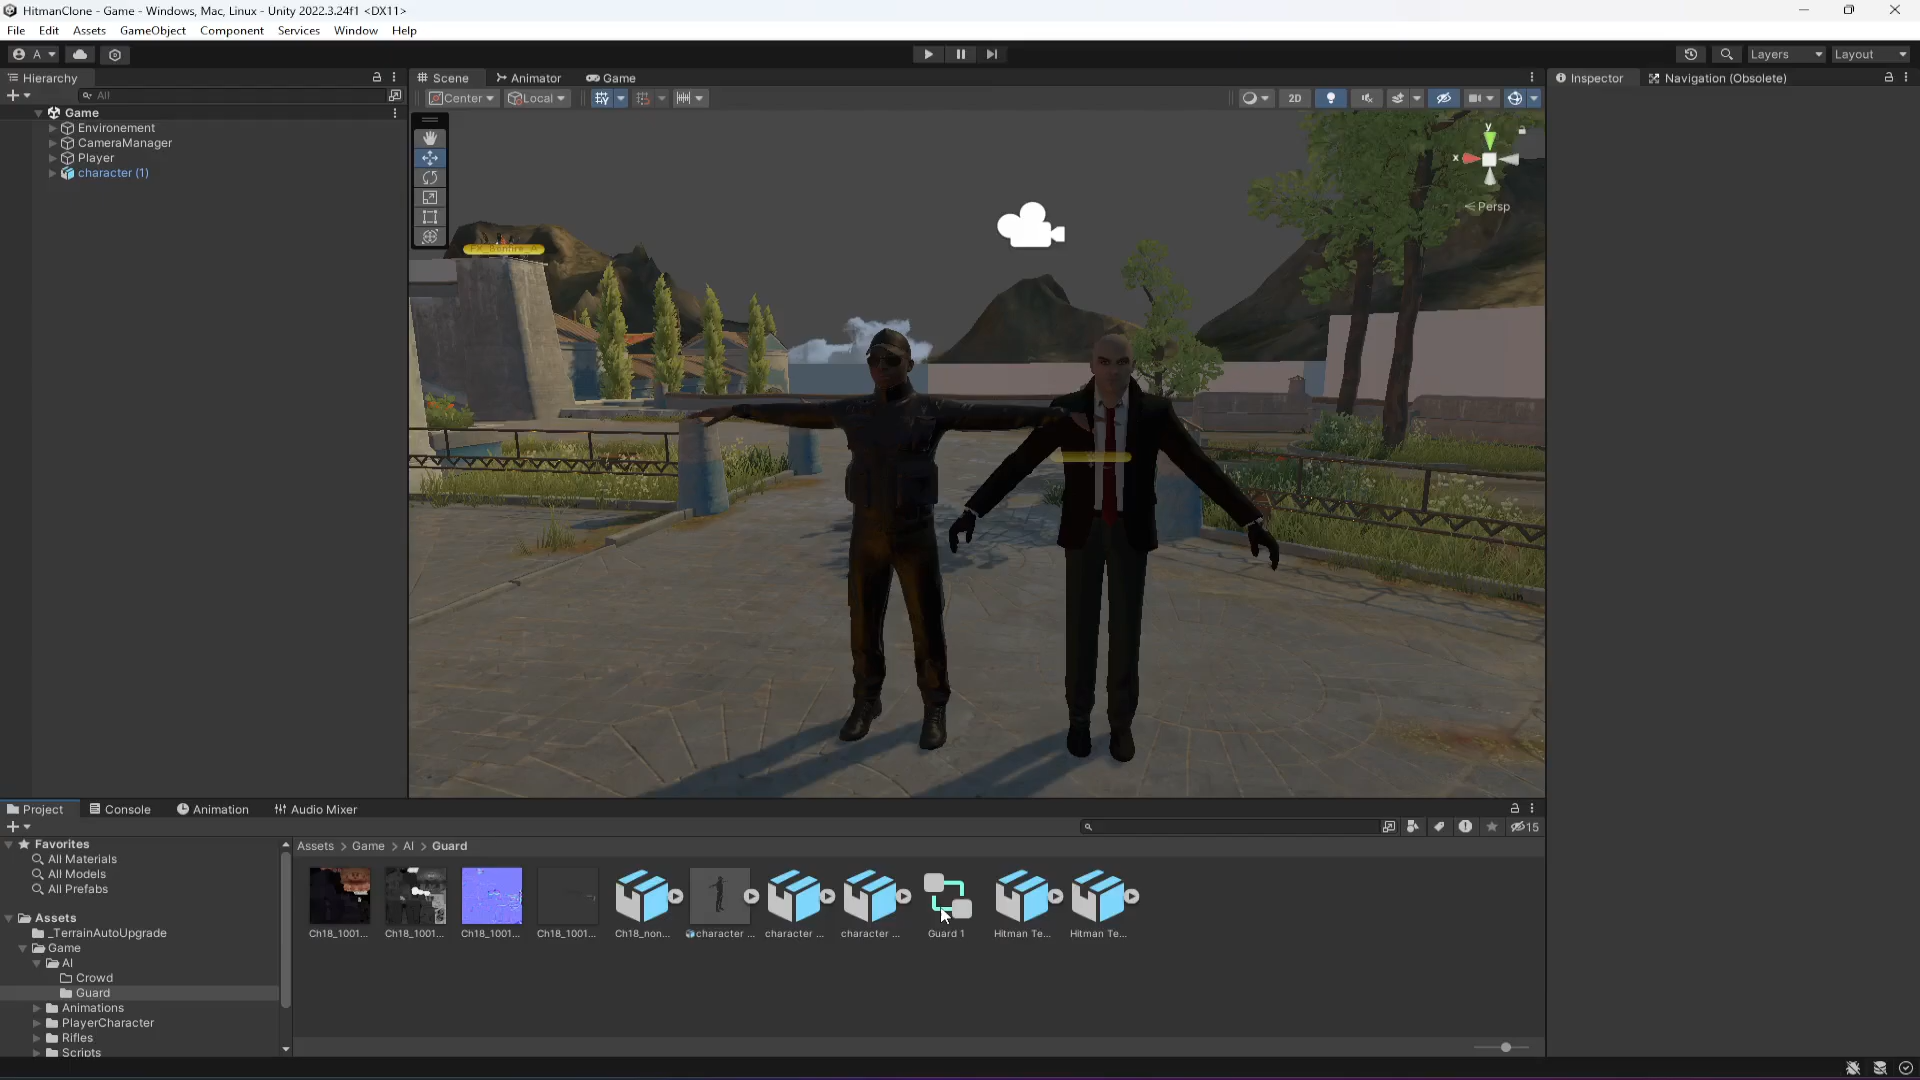 HitmanClone - Game - Windows, Mac, Linux - Unity 2022.3.24f1 <DX11>
File Edit Assets GameObject Component Services Window Help
A
Layers
Layout
Hierarchy
All
Game
Environement
CameraManager
Player
character (1)
Scene
Animator
Game
Center
Local
2D
y
x
Persp
FX_Bonfire_A
Inspector
Navigation (Obsolete)
Project
Console
Animation
Audio Mixer
15
Favorites
All Materials
All Models
All Prefabs
Assets
_TerrainAutoUpgrade
Game
AI
Crowd
Guard
Animations
PlayerCharacter
Rifles
Scripts
Assets > Game > AI > Guard
Ch18_1001...
Ch18_1001...
Ch18_1001...
Ch18_1001...
Ch18_non...
character ...
character ...
character ...
Guard 1
Hitman Te...
Hitman Te...